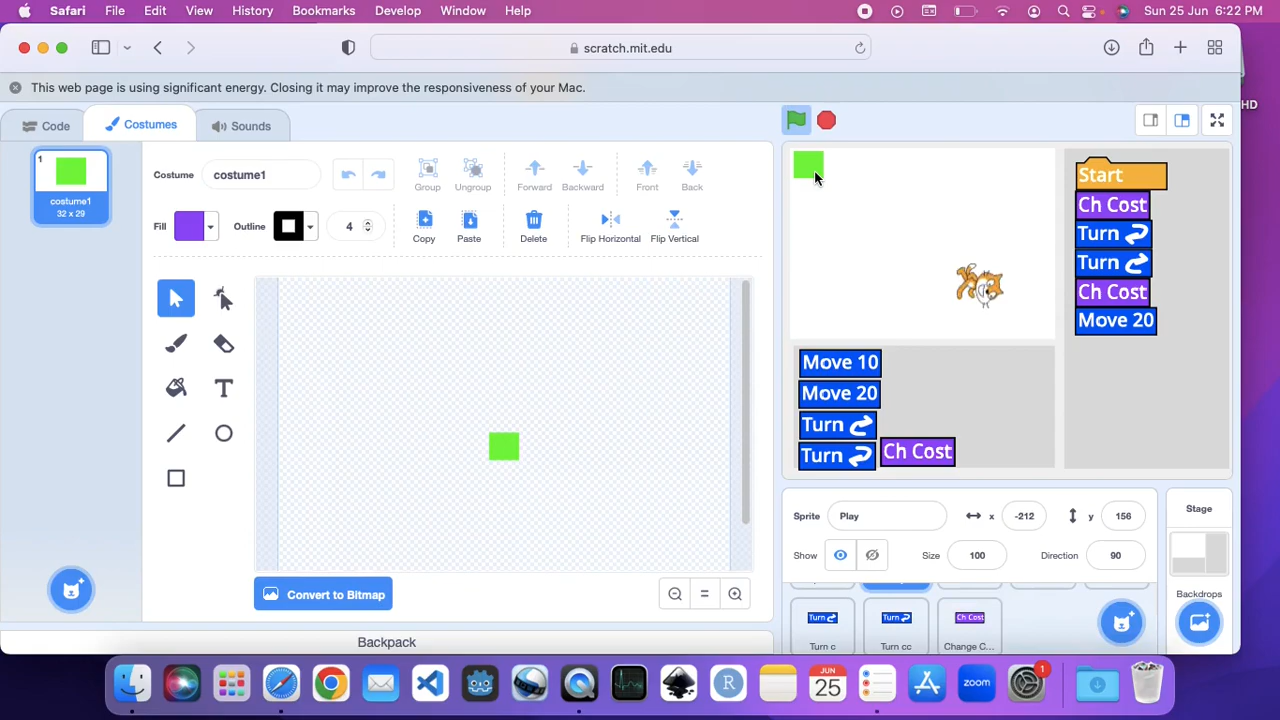 Safari File Edit View History Bookmarks Develop Window Help Sun 25 Jun 6:22 PM
scratch.mit.edu
This web page is using significant energy. Closing it may improve the responsiveness of your Mac.
HD
Code Costumes Sounds
1
costume1
32 x 29
Costume costume1 Group Ungroup Forward Backward Front Back
Fill Outline 4 Copy Paste Delete Flip Horizontal Flip Vertical
Convert to Bitmap
Backpack
Start
Ch Cost
Turn
Turn
Ch Cost
Move 20
Move 10
Move 20
Turn
Turn Ch Cost
Sprite Play x -212 y 156
Show Size 100 Direction 90
Stage
Backdrops
Turn Turn Ch Cost
Turn c Turn cc Change C...
JUN
25
R
zoom
1